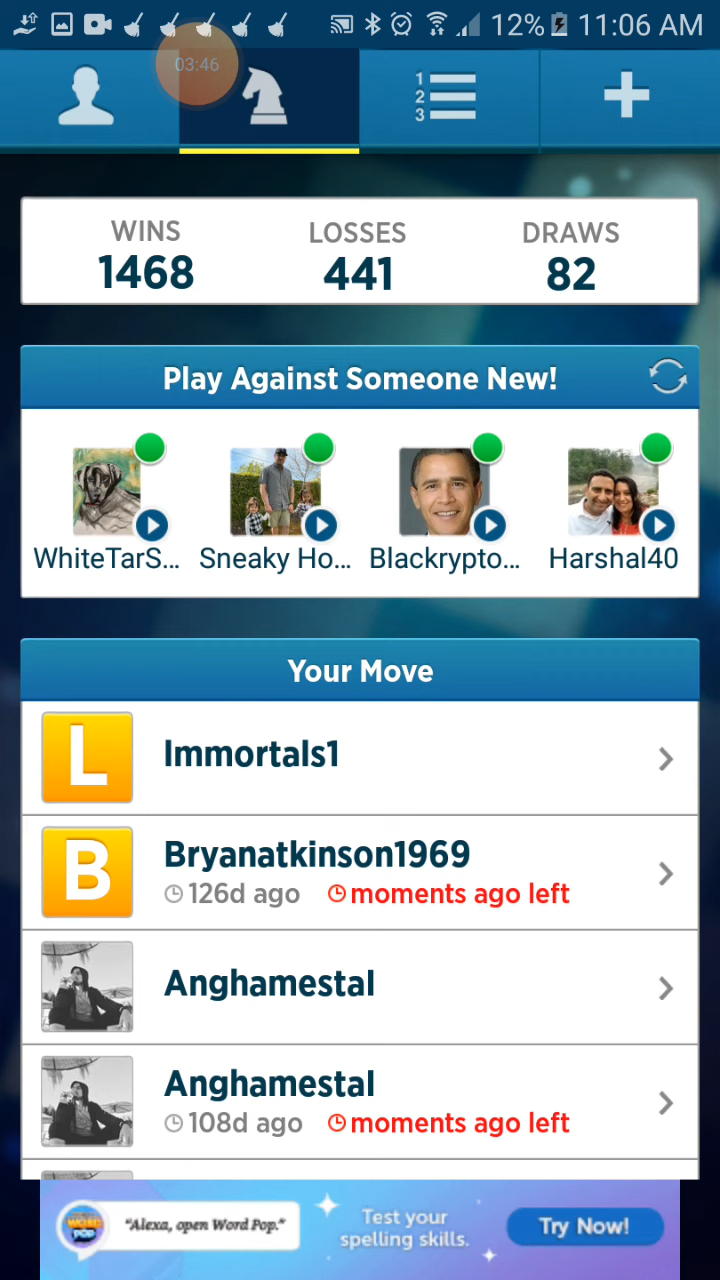 12% 11:06 AM
03:46
1
2
3
WINS LOSSES DRAWS
1468 441 82
Play Against Someone New!
WhiteTarS... Sneaky Ho... Blackrypto... Harshal40
Your Move
L Immortals1
B Bryanatkinson1969
126d ago moments ago left
Anghamestal
Anghamestal
108d ago moments ago left
WORD POP "Alexa, open Word Pop." Test your
spelling skills. Try Now!